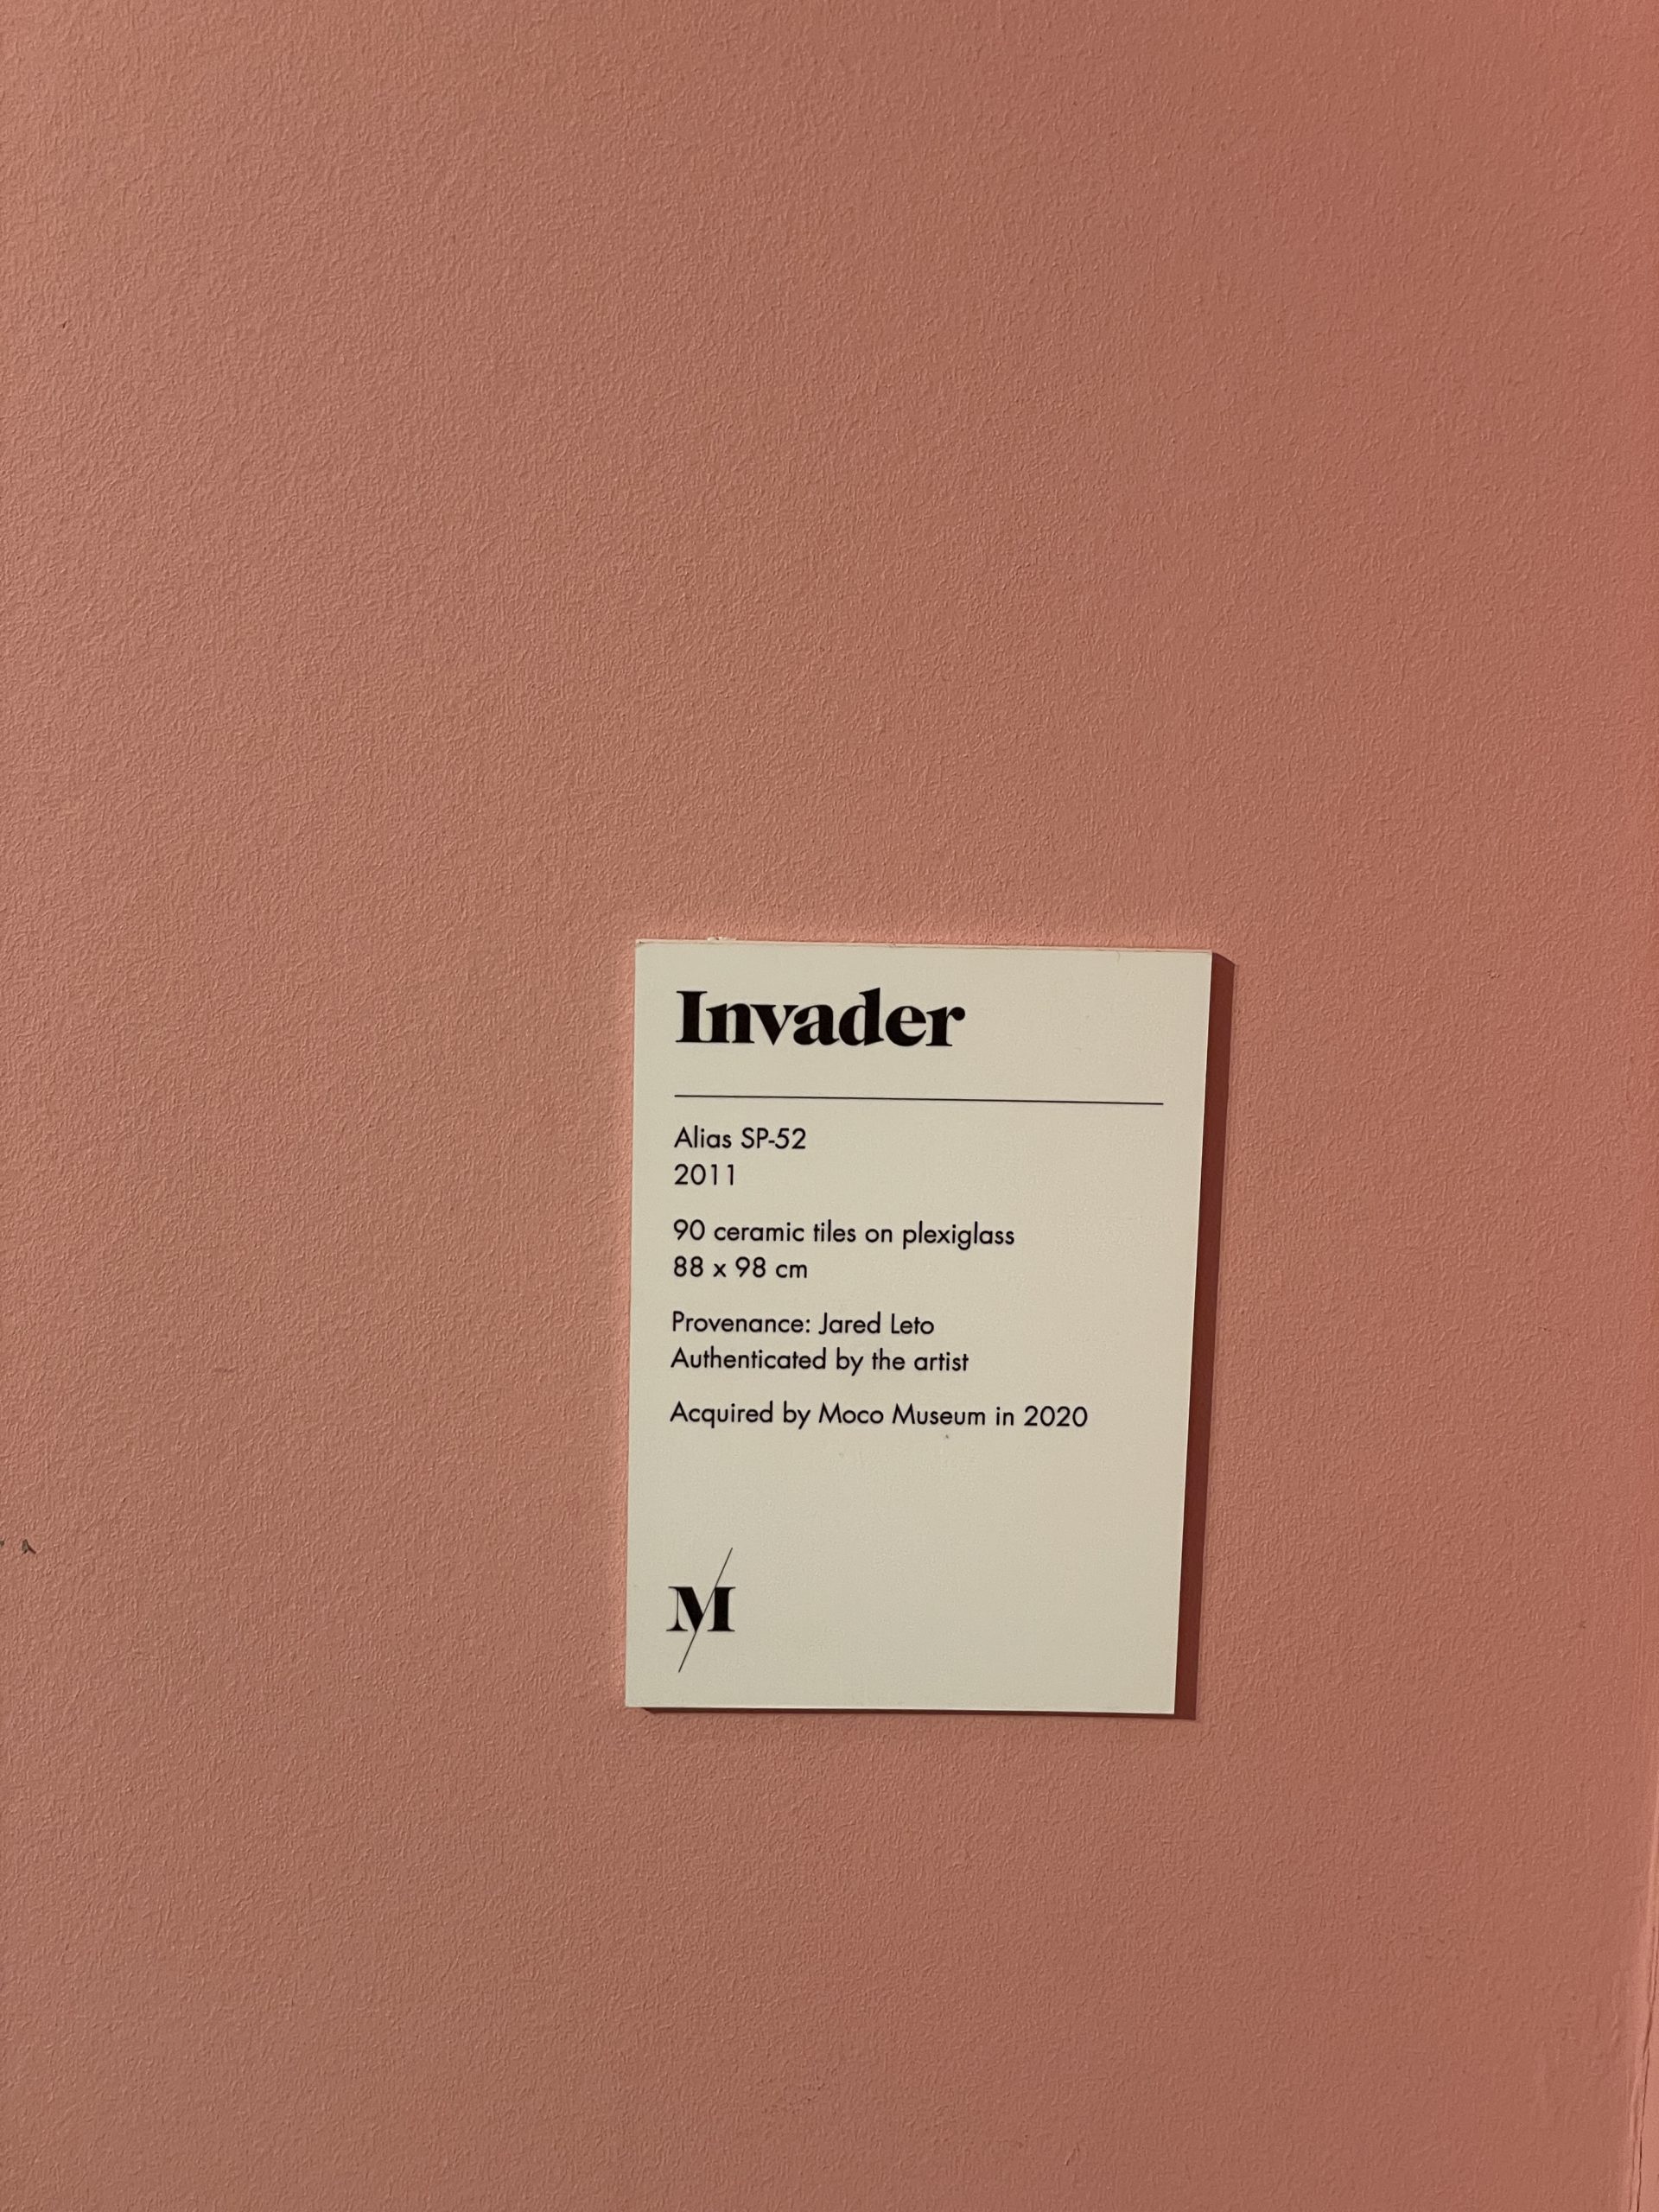 Invader
Alias SP-52
2011
90 ceramic tiles on plexiglass
88 x 98 cm
Provenance: Jared Leto
Authenticated by the artist
Acquired by Moco Museum in 2020
M